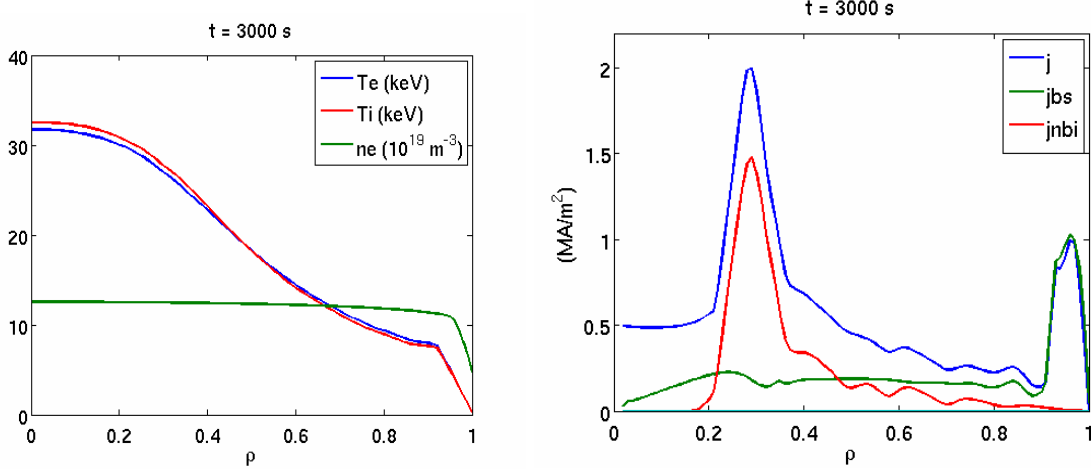 t = 3000 s
40
30
20
10
0
Te (keV)
Ti (keV)
ne (10^19 m^-3)
0 0.2 0.4 0.6 0.8 1
ρ
t = 3000 s
(MA/m^2)
2
1.5
1
0.5
0
j
jbs
jnbi
0 0.2 0.4 0.6 0.8 1
ρ